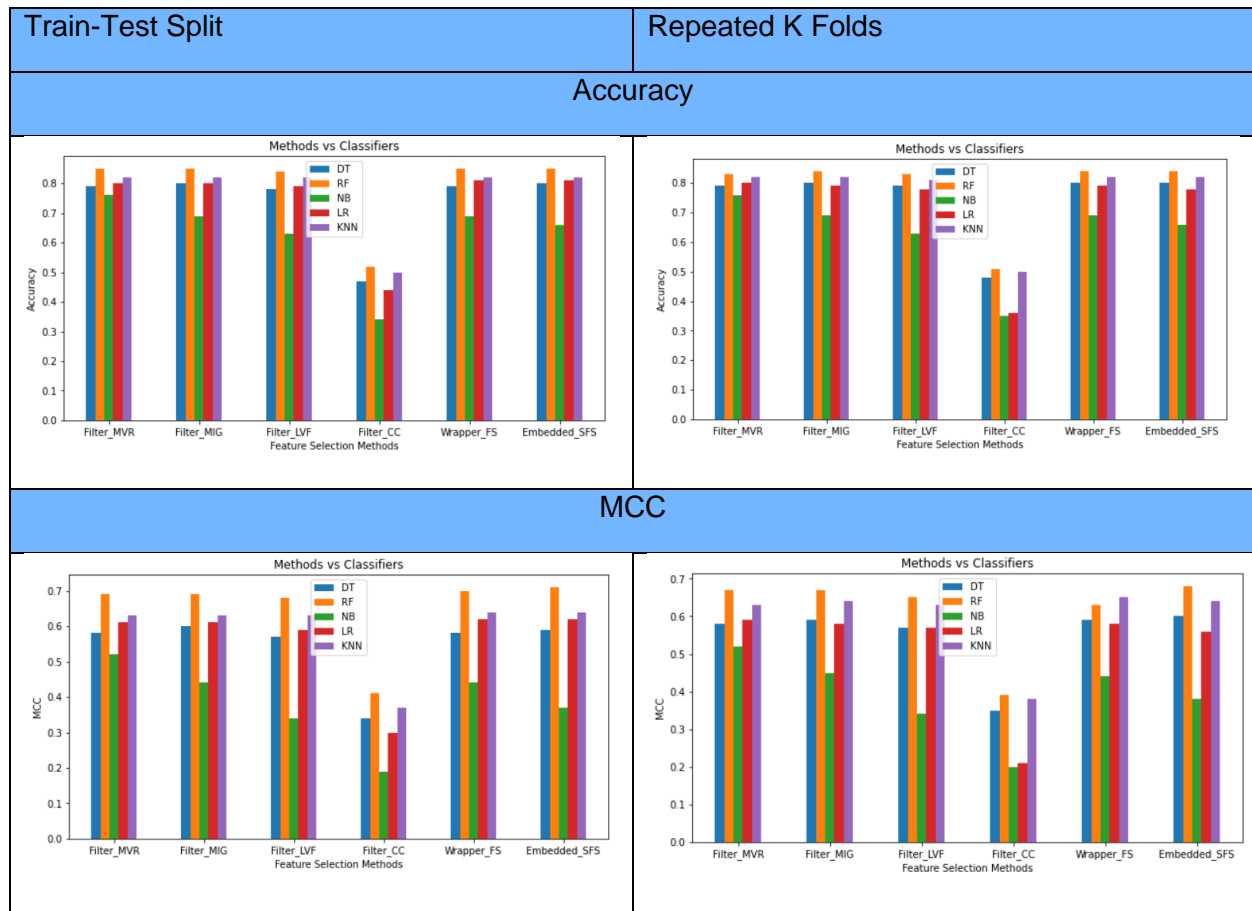 Train-Test Split
Repeated K Folds
Accuracy
Methods vs Classifiers
DT
RF
NB
LR
KNN
Accuracy
0.8
0.7
0.6
0.5
0.4
0.3
0.2
0.1
0.0
Filter_MVR Filter_MIG Filter_LVF Filter_CC Wrapper_FS Embedded_SFS
Feature Selection Methods
Methods vs Classifiers
DT
RF
NB
LR
KNN
Accuracy
0.8
0.7
0.6
0.5
0.4
0.3
0.2
0.1
0.0
Filter_MVR Filter_MIG Filter_LVF Filter_CC Wrapper_FS Embedded_SFS
Feature Selection Methods
MCC
Methods vs Classifiers
DT
RF
NB
LR
KNN
MCC
0.7
0.6
0.5
0.4
0.3
0.2
0.1
0.0
Filter_MVR Filter_MIG Filter_LVF Filter_CC Wrapper_FS Embedded_SFS
Feature Selection Methods
Methods vs Classifiers
DT
RF
NB
LR
KNN
MCC
0.7
0.6
0.5
0.4
0.3
0.2
0.1
0.0
Filter_MVR Filter_MIG Filter_LVF Filter_CC Wrapper_FS Embedded_SFS
Feature Selection Methods